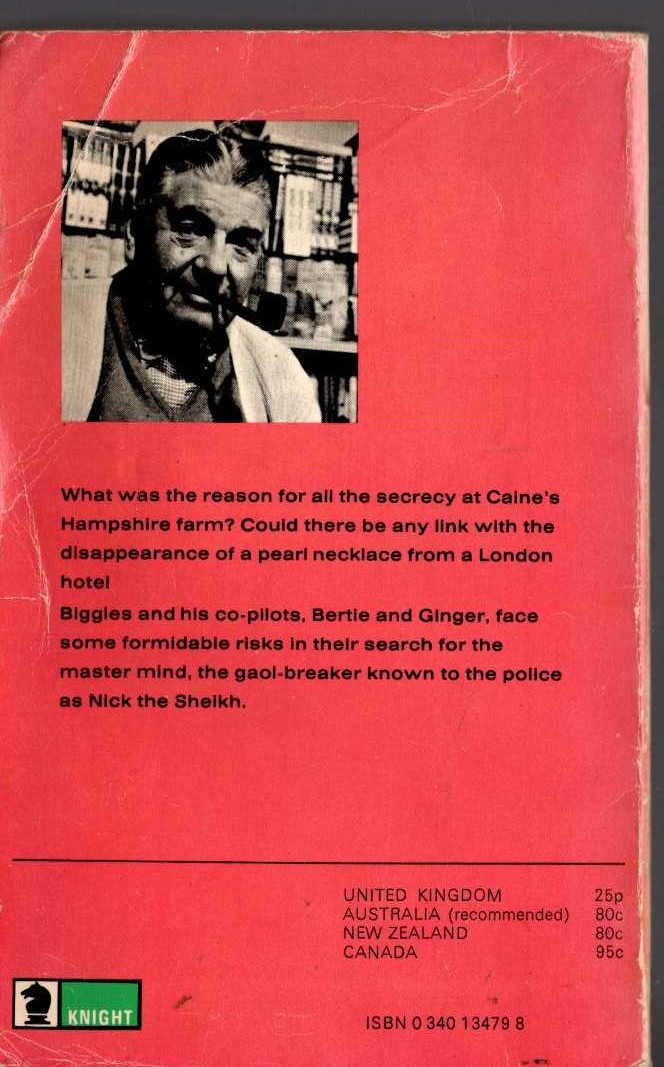 What was the reason for all the secrecy at Caine's
Hampshire farm? Could there be any link with the
disappearance of a pearl necklace from a London
hotel
Biggles and his co-pilots, Bertie and Ginger, face
some formidable risks in their search for the
master mind, the gaol-breaker known to the police
as Nick the Sheikh.
UNITED KINGDOM 25p
AUSTRALIA (recommended) 80c
NEW ZEALAND 80c
CANADA 95c
KNIGHT
ISBN 0 340 13479 8